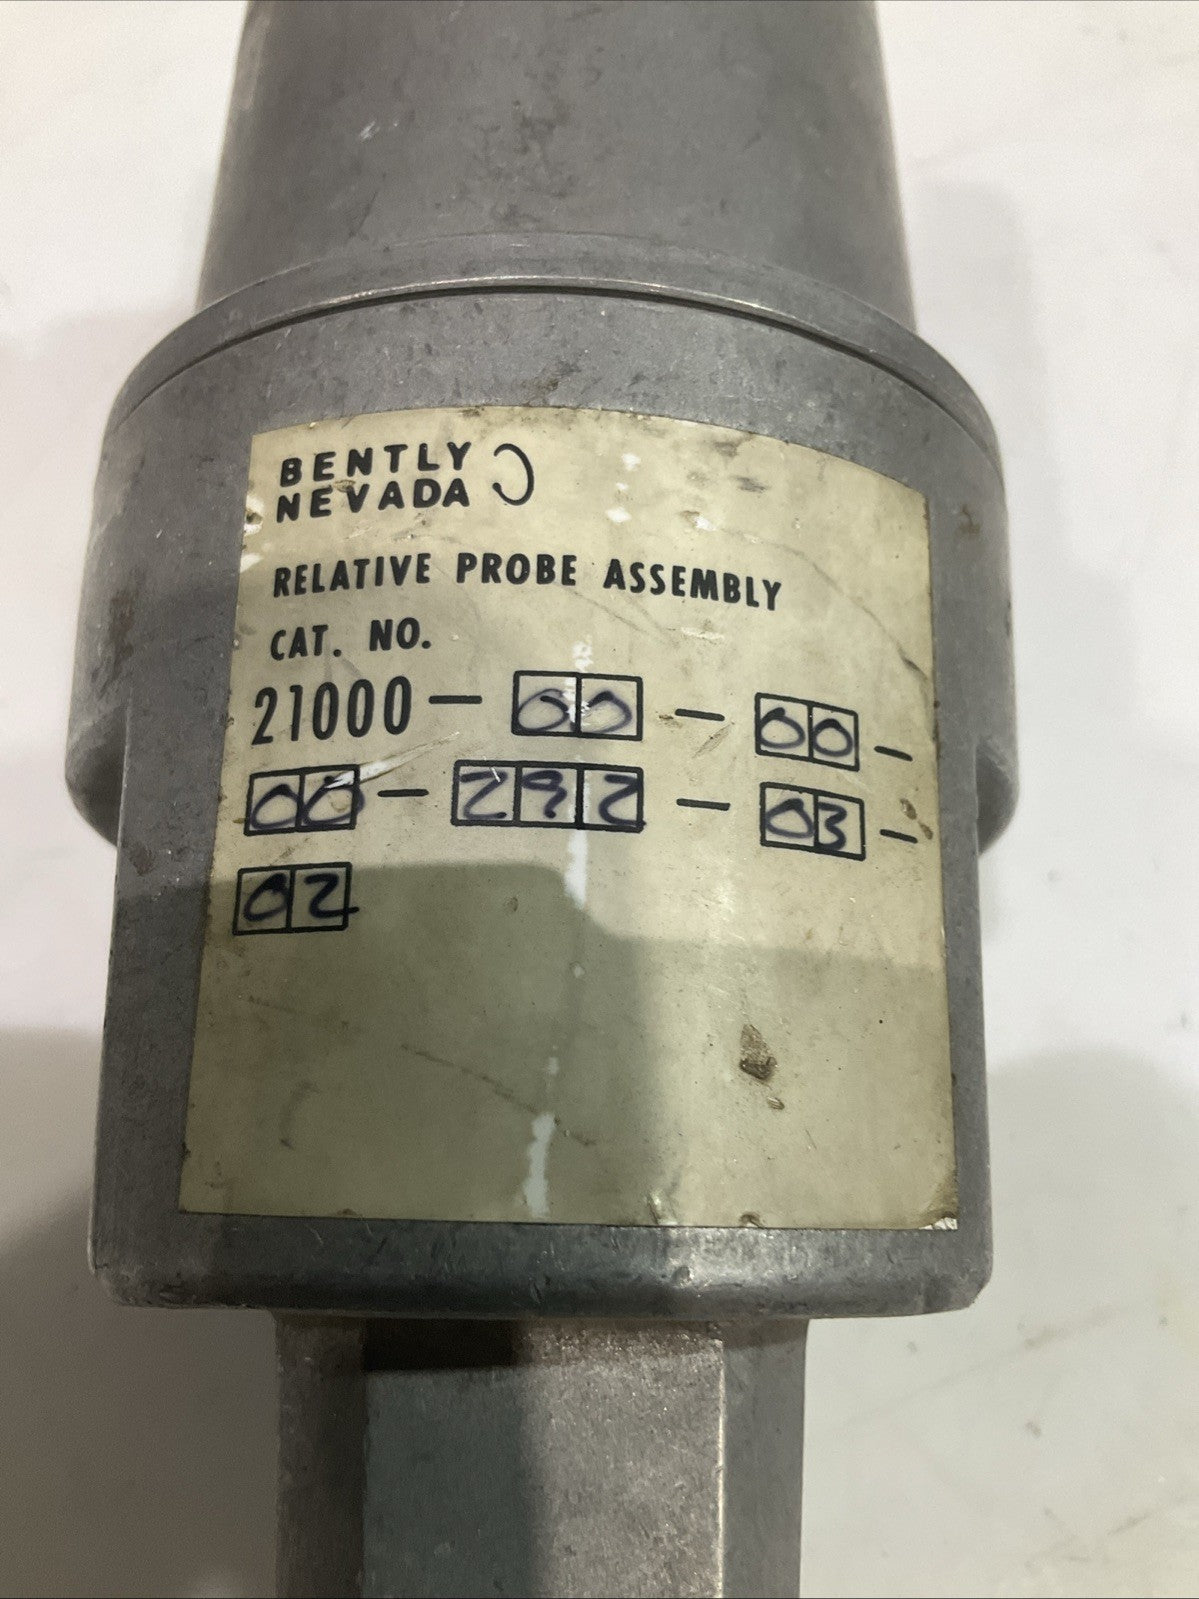 BENTLY
NEVADA
RELATIVE PROBE ASSEMBLY
CAT. NO.
21000-00-00-
00-292-03-
02